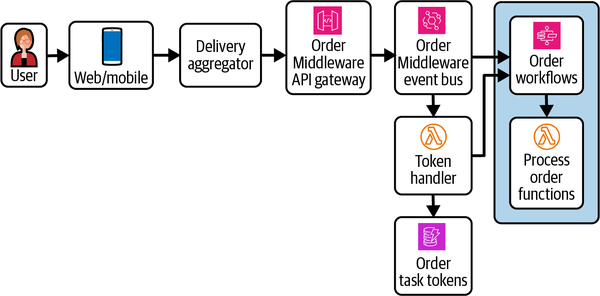 User
Web/mobile
Delivery
aggregator
Order
Middleware
API gateway
Order
Middleware
event bus
Order
workflows
Token
handler
Process
order
functions
Order
task tokens